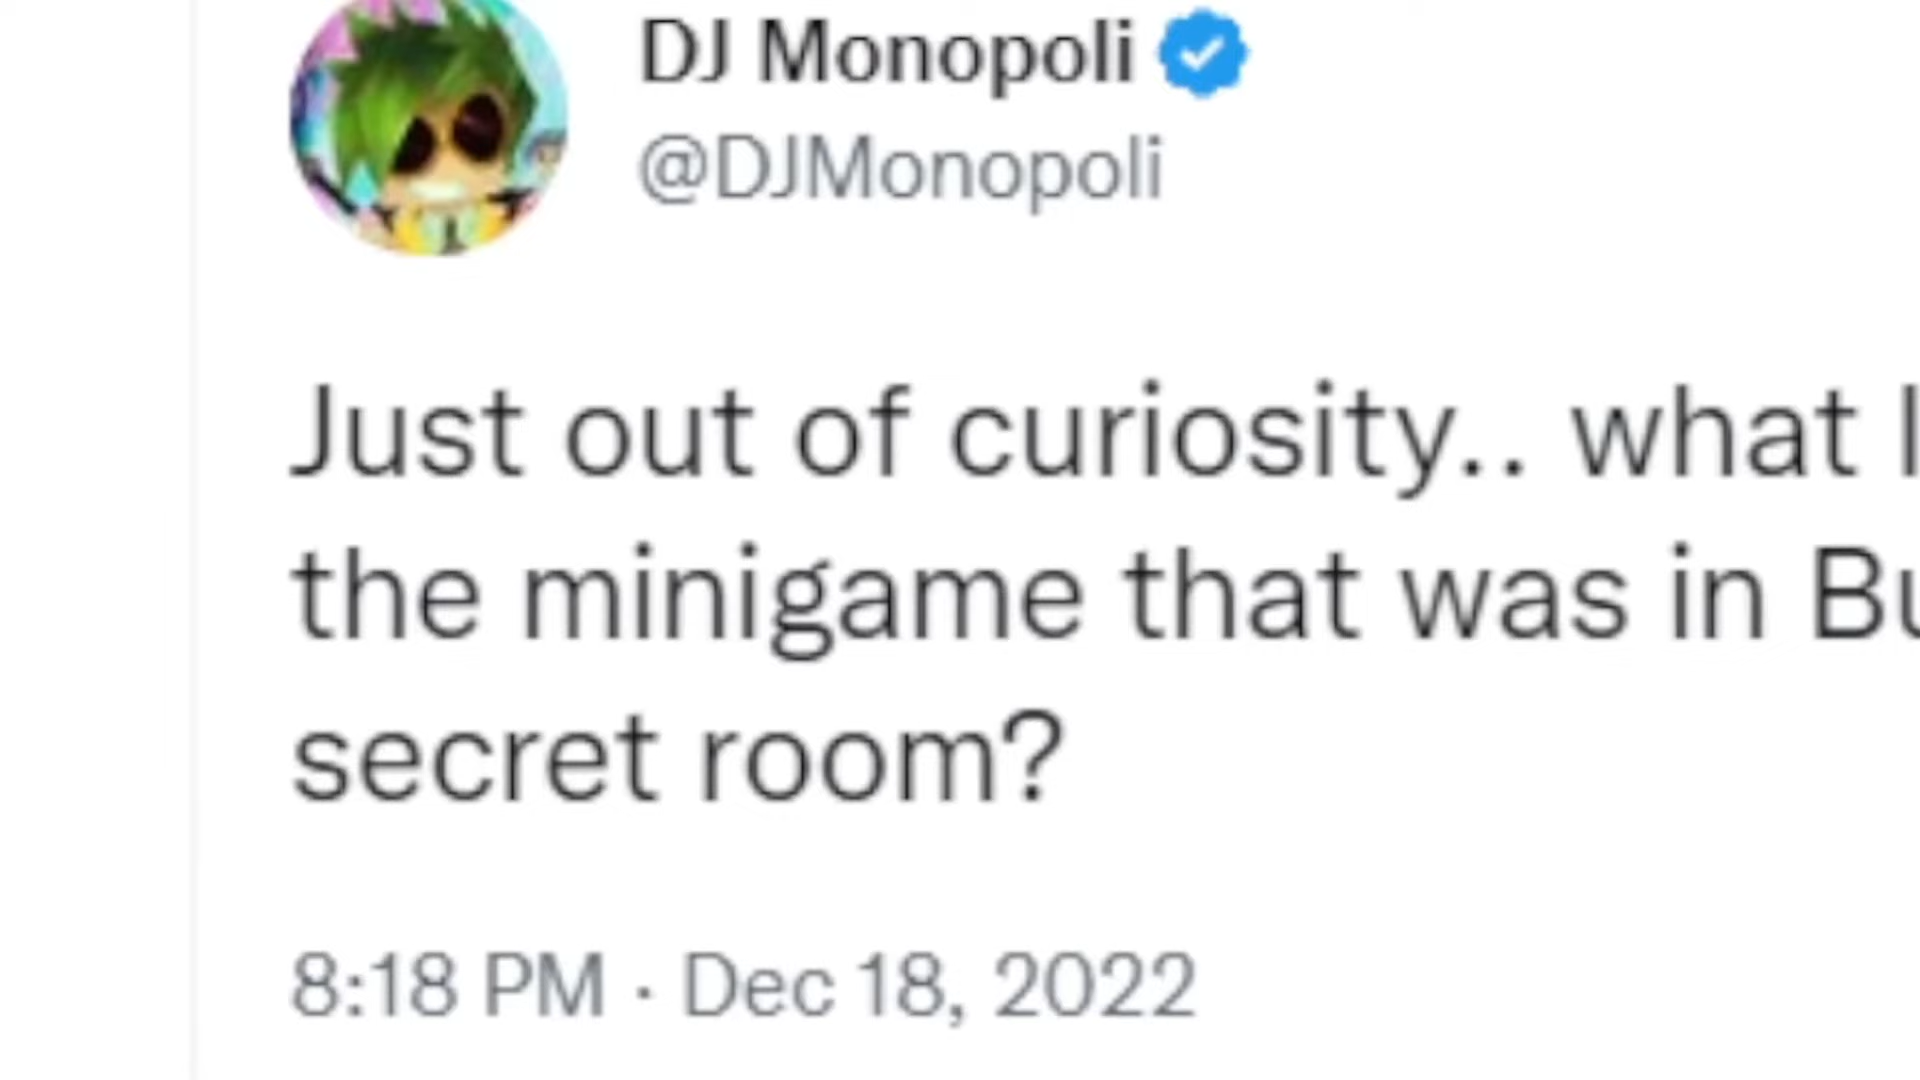 DJ Monopoli
@DJMonopoli
Just out of curiosity.. what
the minigame that was in
secret room?
8:18 PM · Dec 18, 2022